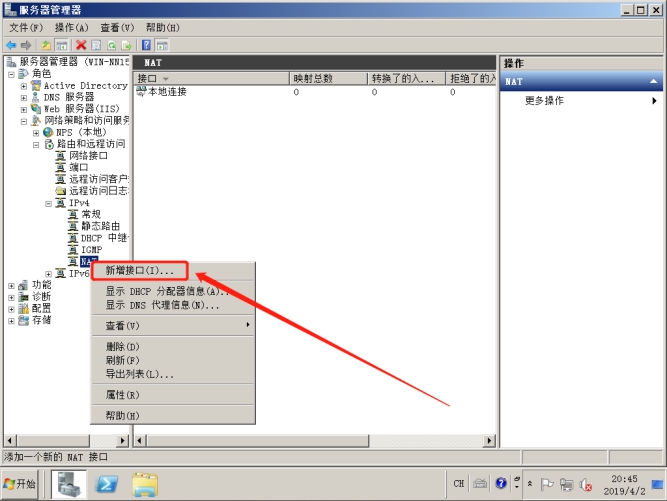 服务器管理器
文件(F) 操作(A) 查看(V) 帮助(H)
服务器管理器 (WIN-NN15
角色
Active Directory
DNS 服务器
Web 服务器(IIS)
网络策略和访问服务
NPS (本地)
路由和远程访问
网络接口
端口
远程访问客户
远程访问日志
IPv4
常规
静态路由
DHCP 中继
IGMP
NAT
IPv6
功能
诊断
配置
存储
NAT
接口 映射总数 转换了的入... 拒绝了的入
本地连接 0 0 0
新增接口(I)...
显示 DHCP 分配器信息(A)..
显示 DNS 代理信息(N)...
查看(V)
删除(D)
刷新(F)
导出列表(L)...
属性(R)
帮助(H)
操作
NAT
更多操作
添加一个新的 NAT 接口
开始
CH
20:45
2019/4/2